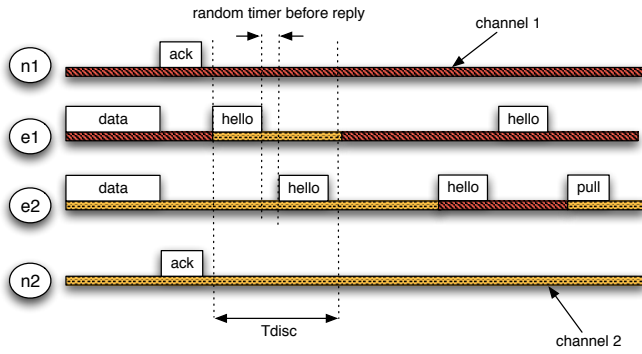 random timer before reply
channel 1
n1
ack
e1
data
hello
hello
e2
data
hello
hello
pull
n2
ack
Tdisc
channel 2